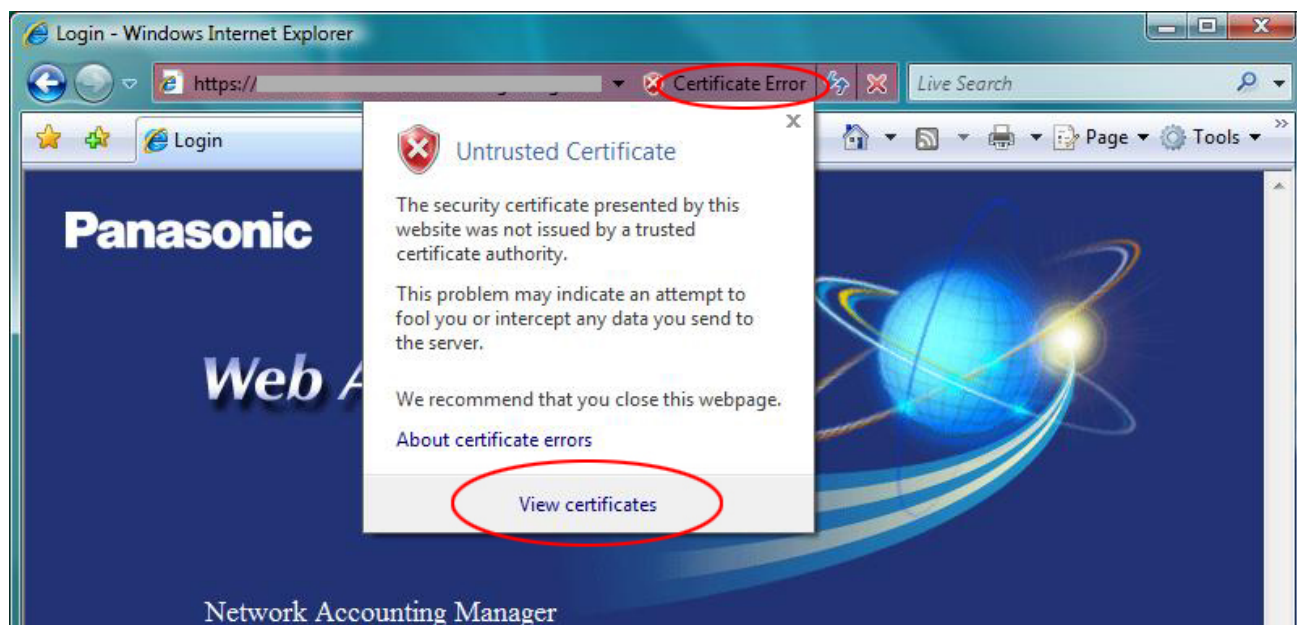 Login - Windows Internet Explorer
https://
Certificate Error
Live Search
Login
Page
Tools
Untrusted Certificate
The security certificate presented by this
website was not issued by a trusted
certificate authority.
This problem may indicate an attempt to
fool you or intercept any data you send to
the server.
We recommend that you close this webpage.
About certificate errors
View certificates
Panasonic
Web A
Network Accounting Manager